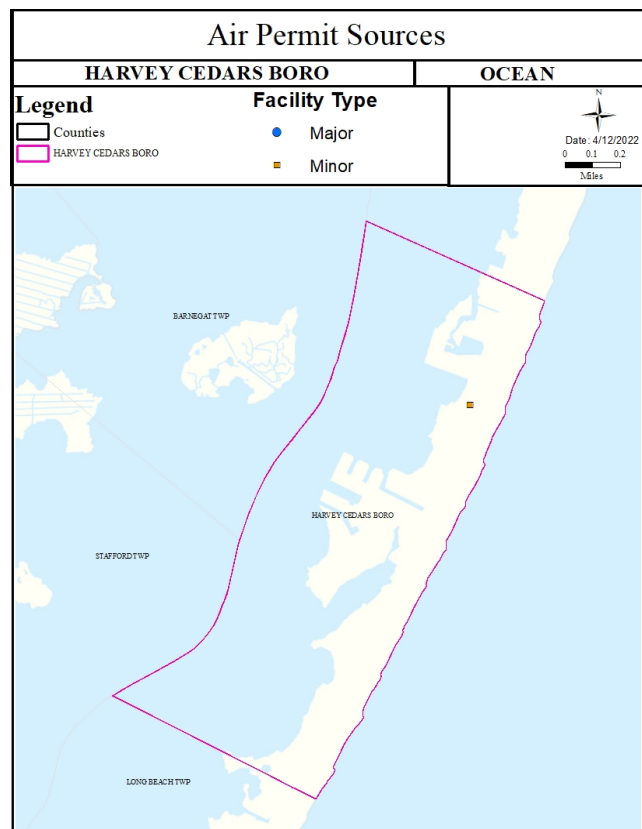 Air Permit Sources
HARVEY CEDARS BORO
OCEAN
Legend
Counties
HARVEY CEDARS BORO
Facility Type
Major
Minor
N
Date: 4/12/2022
0 0.1 0.2
Miles
BARNEGAT TWP
HARVEY CEDARS BORO
STAFFORD TWP
LONG BEACH TWP